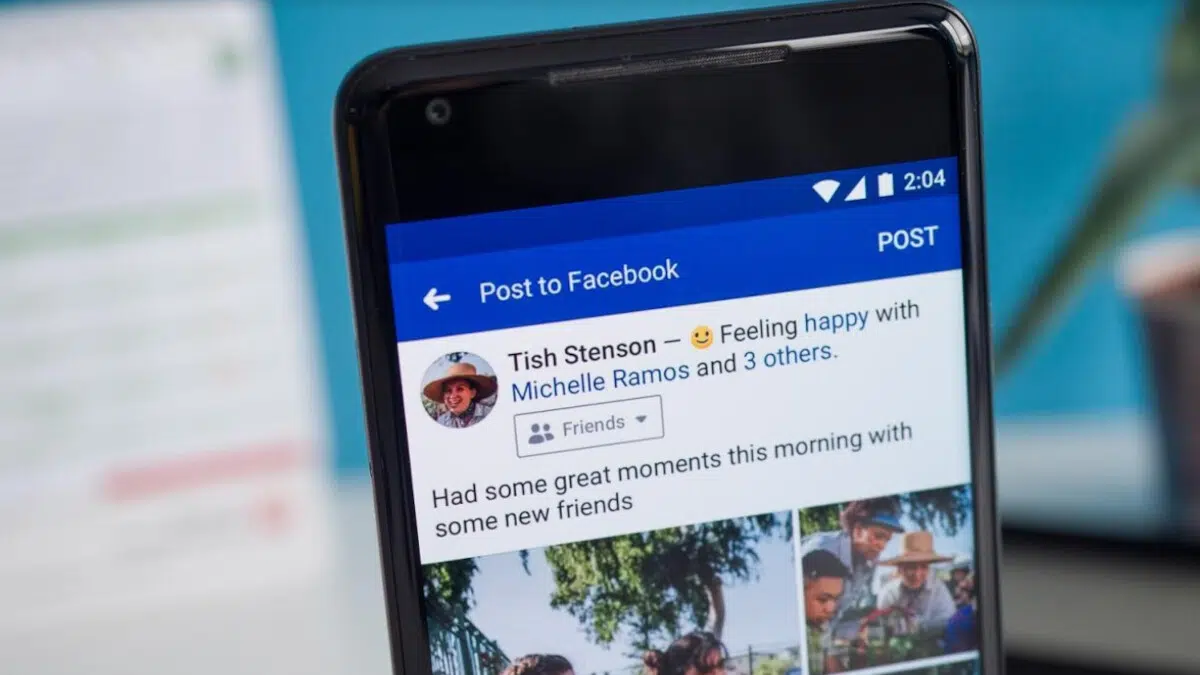 2:04
POST
Post to Facebook
Tish Stenson — 🙂 Feeling happy with
Michelle Ramos and 3 others.
Friends
Had some great moments this morning with
some new friends